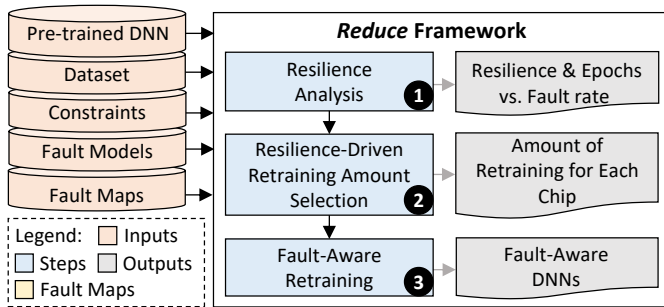 Pre-trained DNN
Dataset
Constraints
Fault Models
Fault Maps
Legend:
Inputs
Steps
Outputs
Fault Maps
Reduce Framework
Resilience
Analysis
1
Resilience & Epochs
vs. Fault rate
Resilience-Driven
Retraining Amount
Selection
2
Amount of
Retraining for Each
Chip
Fault-Aware
Retraining
3
Fault-Aware
DNNs